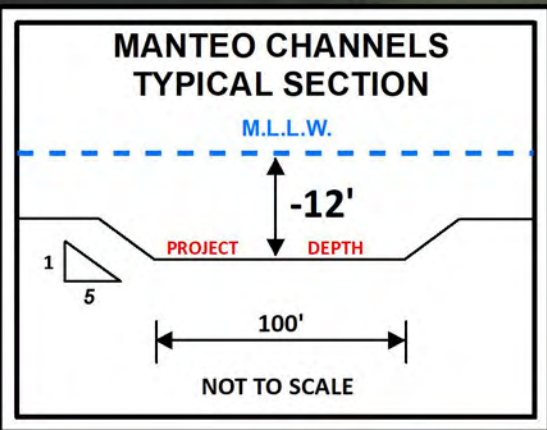 MANTEO CHANNELS
TYPICAL SECTION
M.L.L.W.
-12'
PROJECT DEPTH
1
5
100'
NOT TO SCALE